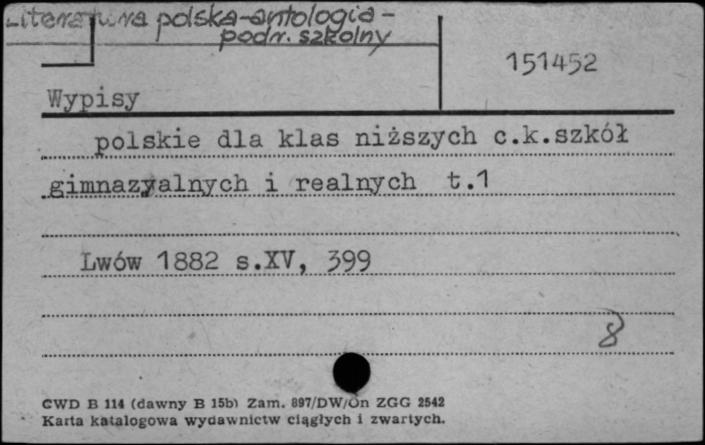 Literatura polska-antologia-
podr. szkolny
151452
Wypisy
polskie dla klas niższych c.k.szkół
gimnazyalnych i realnych t.1
Lwów 1882 s.XV, 399
8
CWD B 114 (dawny B 15b) Zam. 897/DW/On ZGG 2542
Karta katalogowa wydawnictw ciągłych i zwartych.